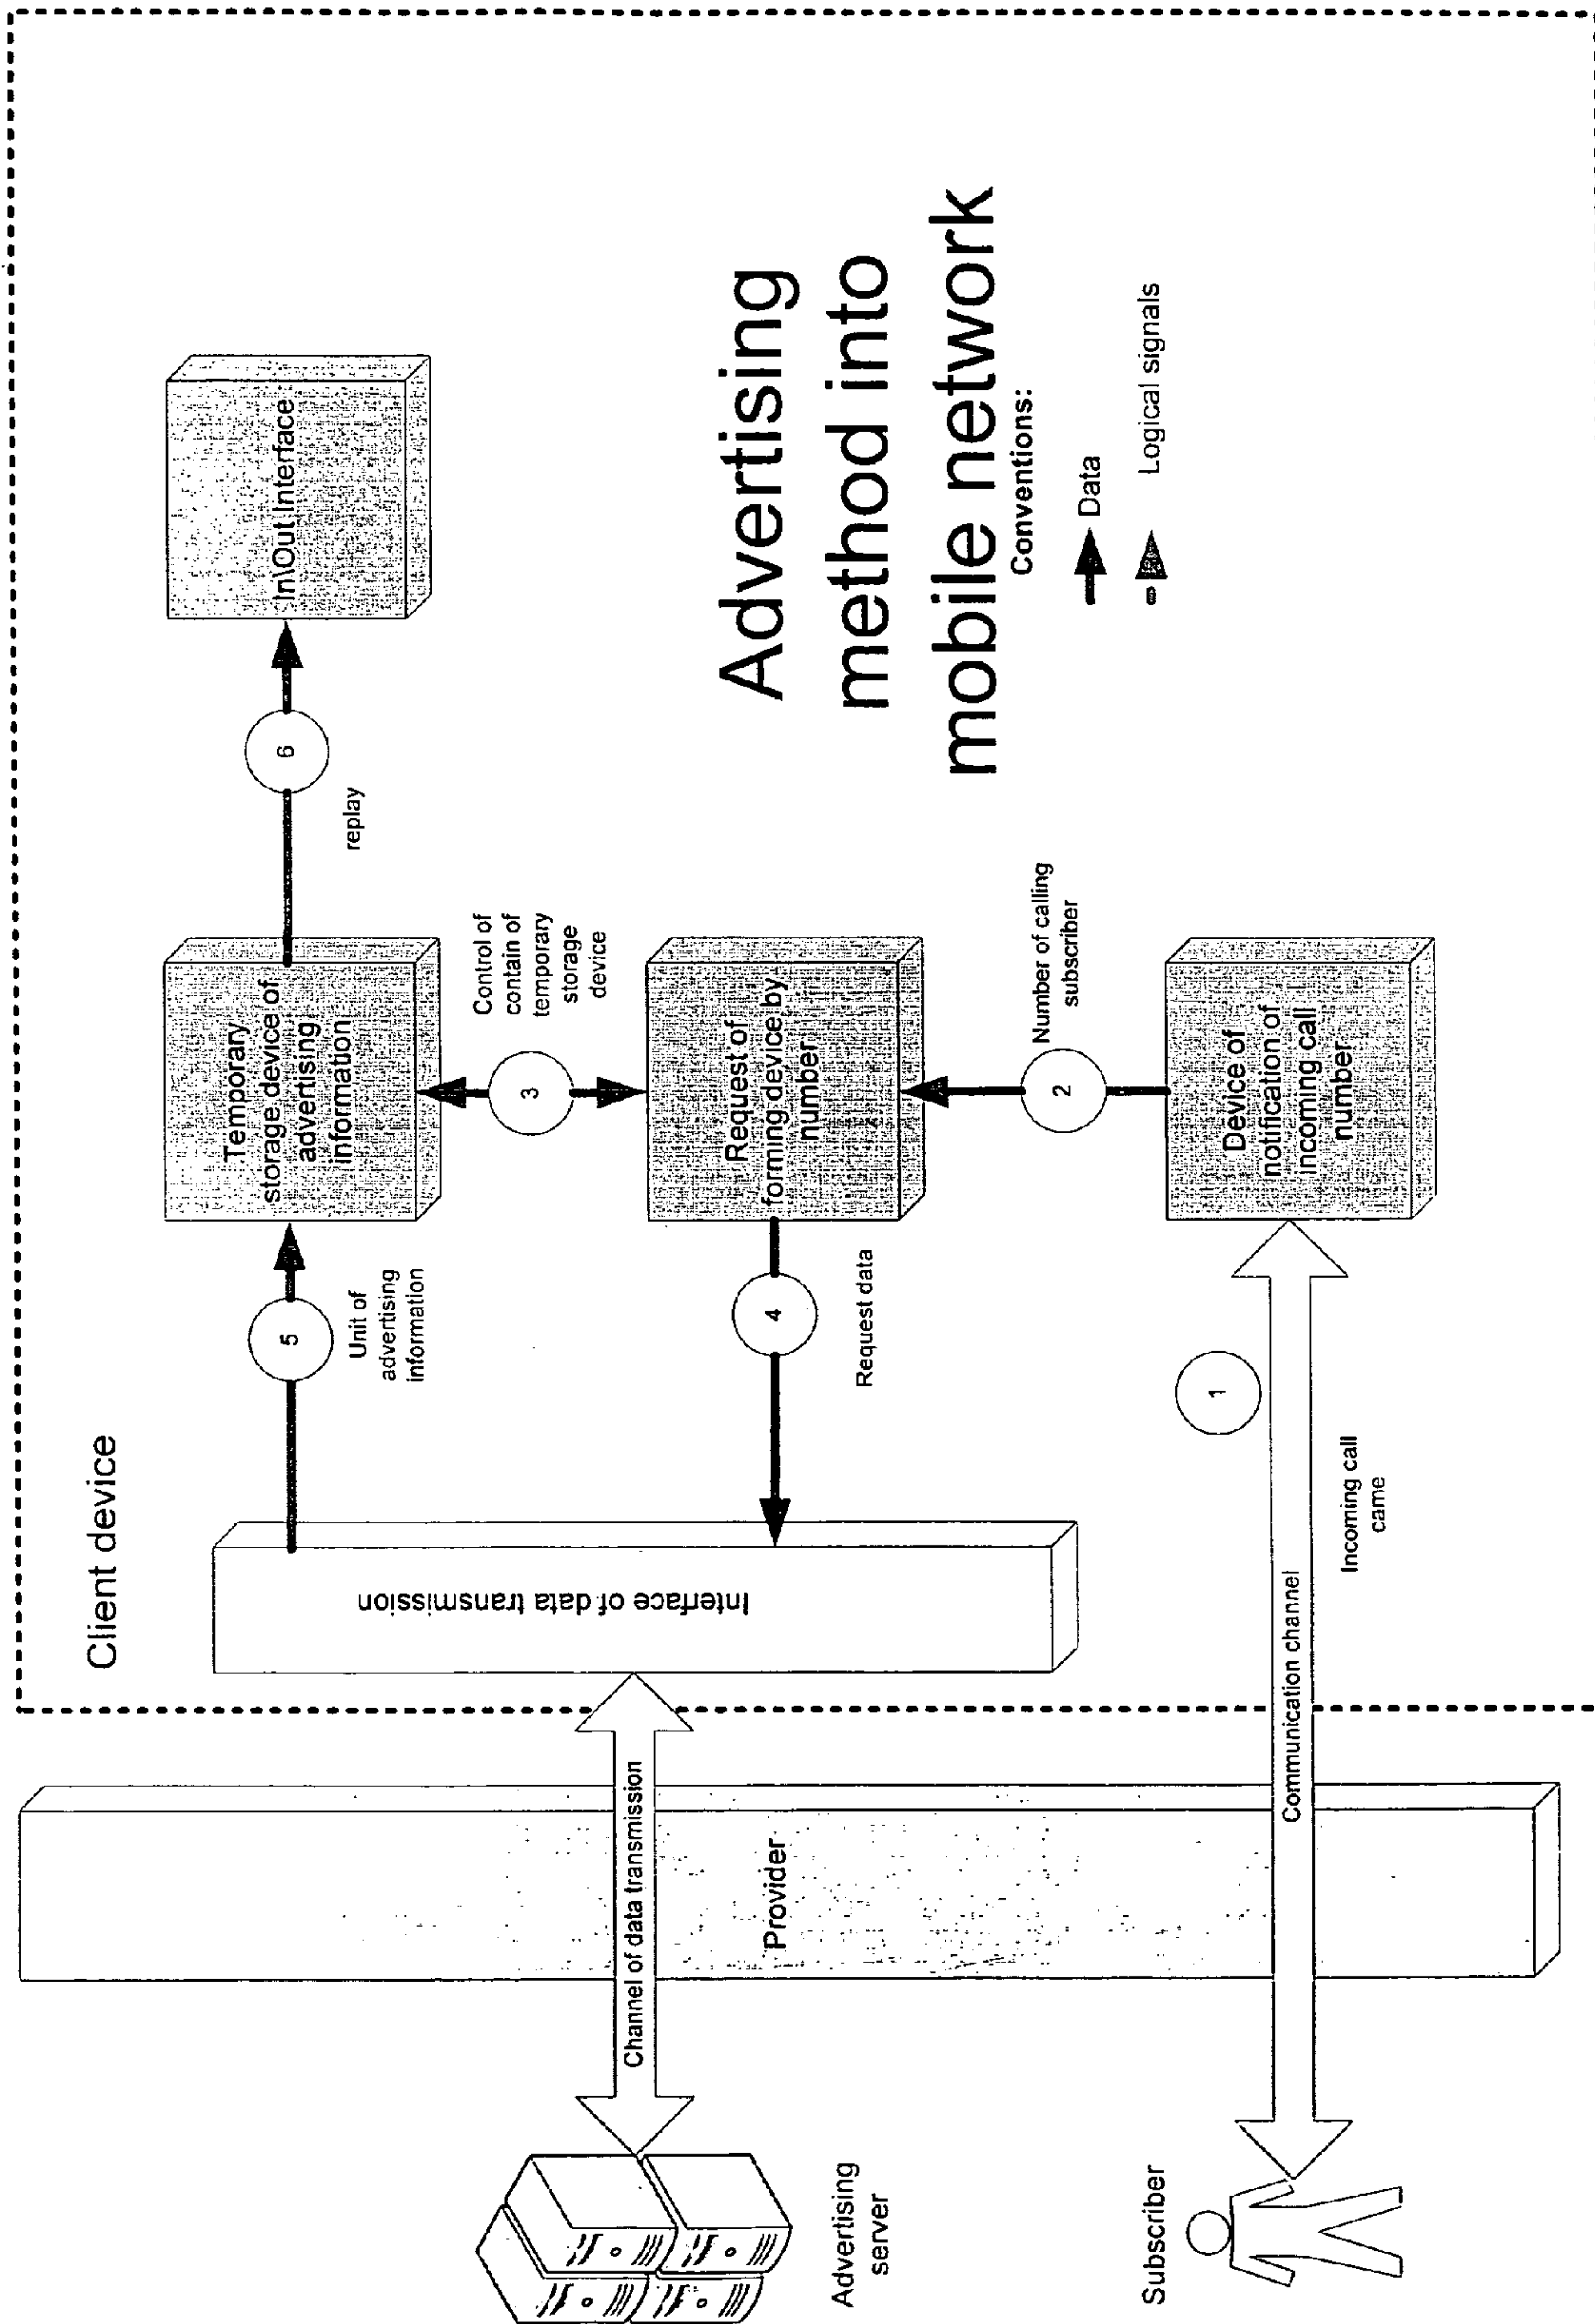 Client device
Temporary
storage device of
advertising
information
In\Out Interface
5
Unit of
advertising
information
6
replay
Control of
contain of
temporary
storage
device
3
Interface of data transmission
Channel of data transmission
Advertising
server
Provider
4
Request data
Request of
forming device by
number
Advertising
method into
mobile network
Conventions:
Data
Logical signals
Number of calling
subscriber
2
1
Device of
notification of
incoming call
number
Communication channel
Incoming call
came
Subscriber